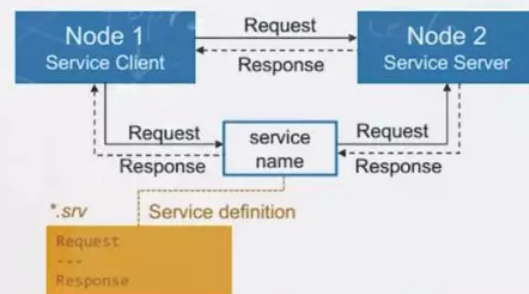 Node 1
Service Client
Request
Response
Node 2
Service Server
Request
Response
service
name
Request
Response
*.srv
Service definition
Request
---
Response